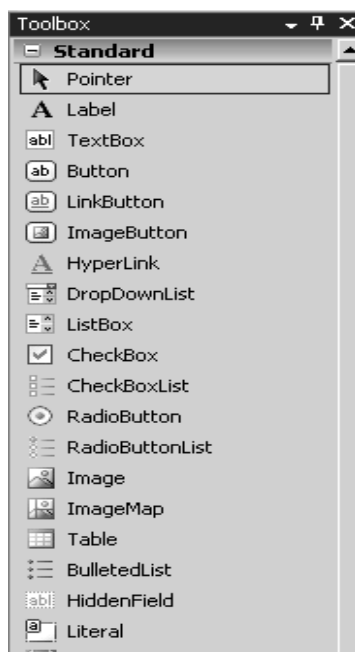 Toolbox
Standard
Pointer
A Label
abl TextBox
ab Button
ab LinkButton
ImageButton
A HyperLink
DropDownList
ListBox
CheckBox
CheckBoxList
RadioButton
RadioButtonList
Image
ImageMap
Table
BulletedList
abl HiddenField
a Literal